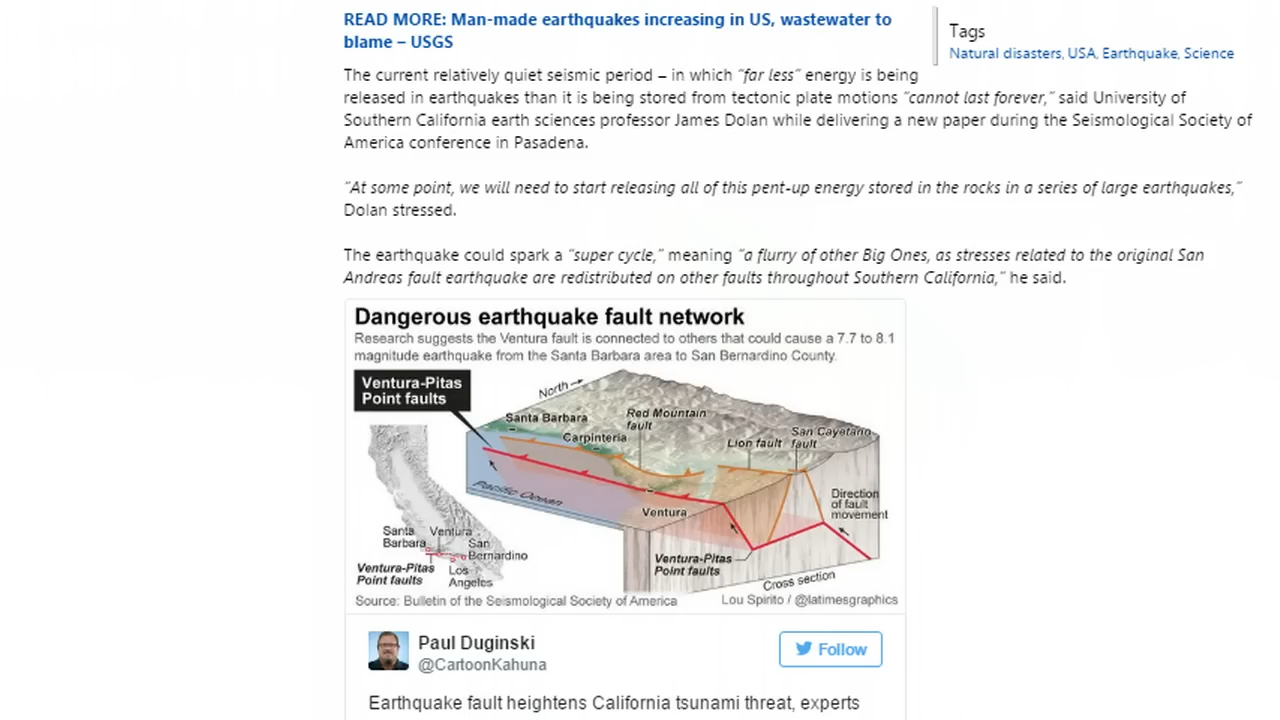 READ MORE: Man-made earthquakes increasing in US, wastewater to
blame – USGS
Tags
Natural disasters, USA, Earthquake, Science
The current relatively quiet seismic period – in which “far less” energy is being
released in earthquakes than it is being stored from tectonic plate motions “cannot last forever,” said University of
Southern California earth sciences professor James Dolan while delivering a new paper during the Seismological Society of
America conference in Pasadena.
“At some point, we will need to start releasing all of this pent-up energy stored in the rocks in a series of large earthquakes,”
Dolan stressed.
The earthquake could spark a “super cycle,” meaning “a flurry of other Big Ones, as stresses related to the original San
Andreas fault earthquake are redistributed on other faults throughout Southern California,” he said.
Dangerous earthquake fault network
Research suggests the Ventura fault is connected to others that could cause a 7.7 to 8.1
magnitude earthquake from the Santa Barbara area to San Bernardino County.
Ventura-Pitas
Point faults
North
Santa Barbara
Carpinteria
Red Mountain
fault
Lion fault
San Cayetano
fault
Pacific Ocean
Ventura
Direction
of fault
movement
Ventura-Pitas
Point faults
Cross section
Santa
Barbara
Ventura
San
Bernardino
Ventura-Pitas
Point faults
Los
Angeles
Source: Bulletin of the Seismological Society of America
Lou Spirito / @latimesgraphics
Paul Duginski
@CartoonKahuna
Follow
Earthquake fault heightens California tsunami threat, experts